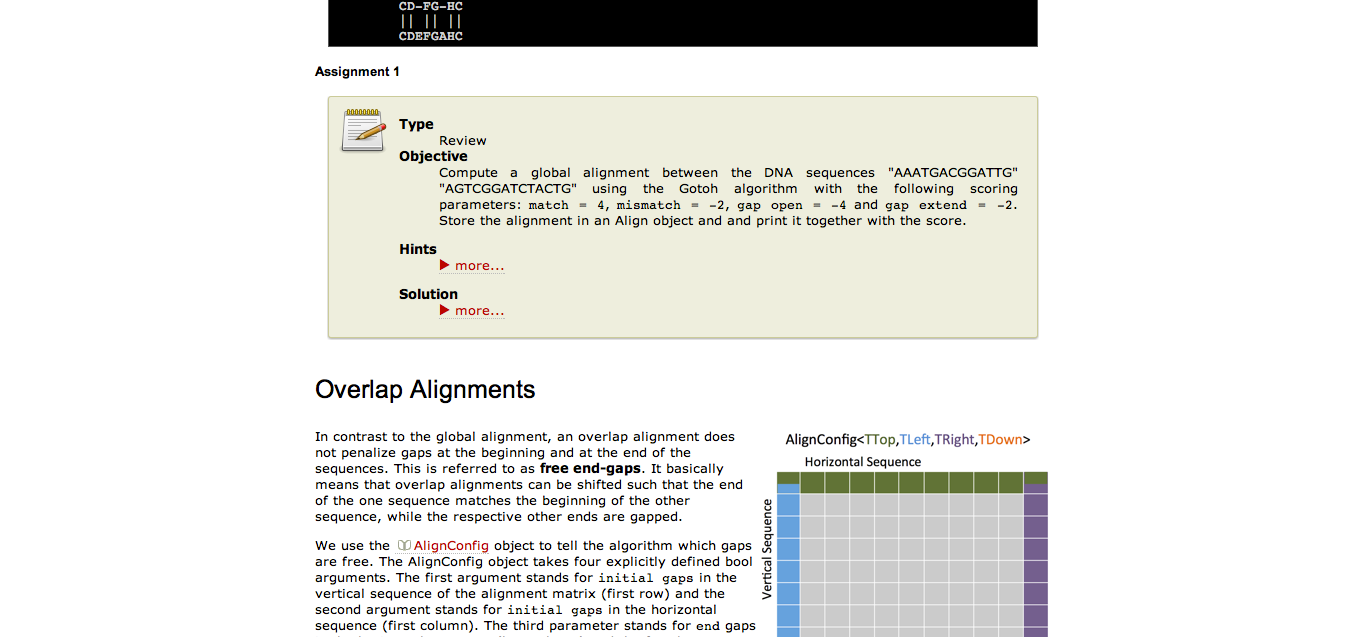 CD-FG-HC
|| || ||
CDEFGAHC
Assignment 1
Type
Review
Objective
Compute a global alignment between the DNA sequences "AAATGACGGATTG"
"AGTCGGATCTACTG" using the Gotoh algorithm with the following scoring
parameters: match = 4, mismatch = -2, gap open = -4 and gap extend = -2.
Store the alignment in an Align object and and print it together with the score.
Hints
▶ more...
Solution
▶ more...
Overlap Alignments
In contrast to the global alignment, an overlap alignment does
not penalize gaps at the beginning and at the end of the
sequences. This is referred to as free end-gaps. It basically
means that overlap alignments can be shifted such that the end
of the one sequence matches the beginning of the other
sequence, while the respective other ends are gapped.
We use the AlignConfig object to tell the algorithm which gaps
are free. The AlignConfig object takes four explicitly defined bool
arguments. The first argument stands for initial gaps in the
vertical sequence of the alignment matrix (first row) and the
second argument stands for initial gaps in the horizontal
sequence (first column). The third parameter stands for end gaps
AlignConfig<TTop,TLeft,TRight,TDown>
Horizontal Sequence
Vertical Sequence